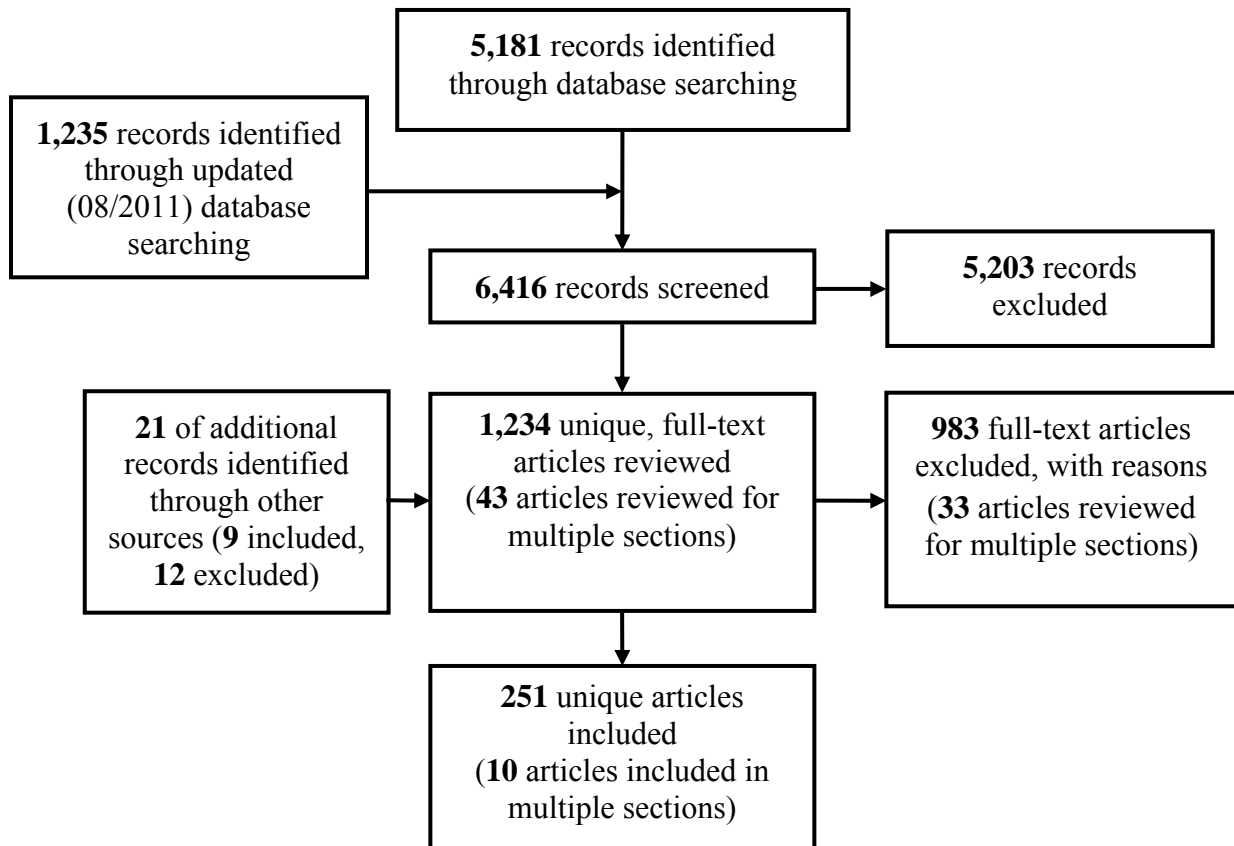 5,181 records identified
through database searching
1,235 records identified
through updated
(08/2011) database
searching
6,416 records screened
5,203 records
excluded
21 of additional
records identified
through other
sources (9 included,
12 excluded)
1,234 unique, full-text
articles reviewed
(43 articles reviewed for
multiple sections)
983 full-text articles
excluded, with reasons
(33 articles reviewed
for multiple sections)
251 unique articles
included
(10 articles included in
multiple sections)